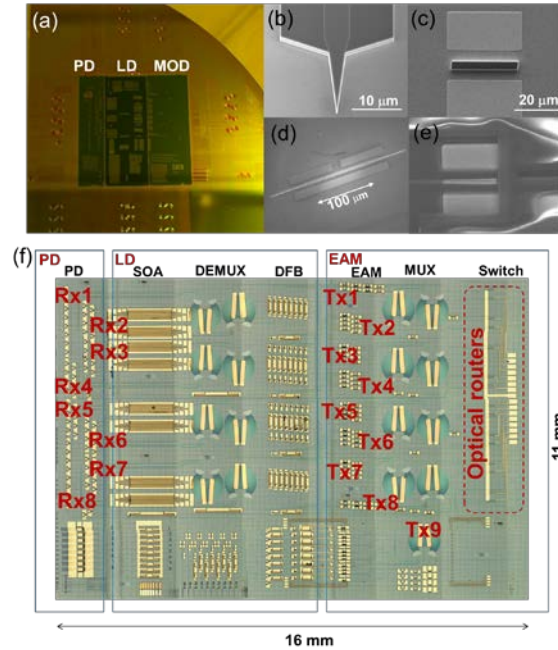 (a)
PD LD MOD
(b)
10 μm
(c)
20 μm
(d)
100 μm
(e)
(f)
PD LD EAM
PD SOA DEMUX DFB EAM MUX Switch
Rx1 Tx1
Rx2 Tx2
Rx3 Tx3
Rx4 Tx4
Rx5 Tx5
Rx6 Tx6
Rx7 Tx7
Rx8 Tx8
Tx9
Optical routers
11 mm
16 mm